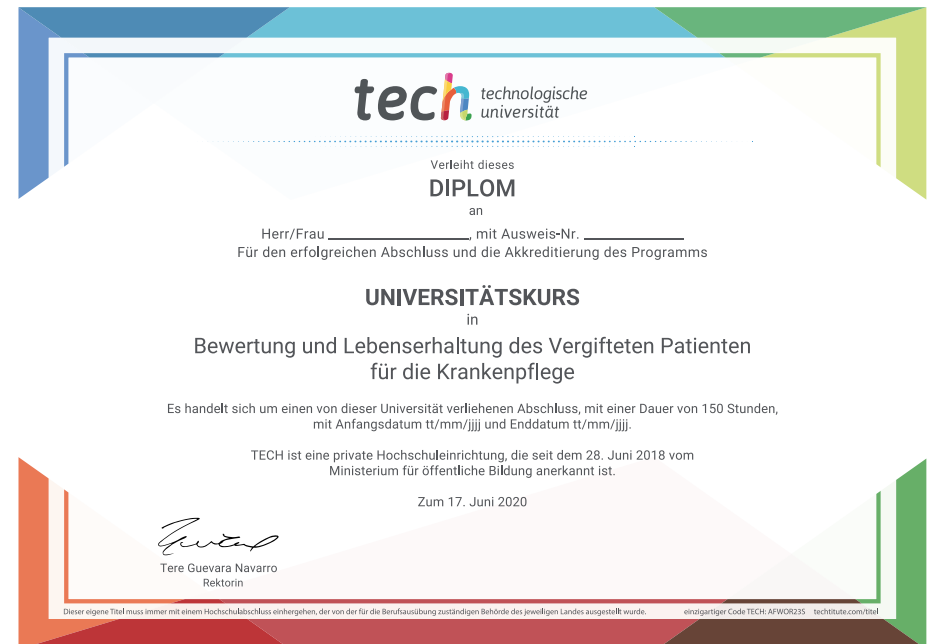 tech technologische
universität
Verleiht dieses
DIPLOM
an
Herr/Frau ____________, mit Ausweis-Nr. ____________
Für den erfolgreichen Abschluss und die Akkreditierung des Programms
UNIVERSITÄTSKURS
in
Bewertung und Lebenserhaltung des Vergifteten Patienten
für die Krankenpflege
Es handelt sich um einen von dieser Universität verliehenen Abschluss, mit einer Dauer von 150 Stunden,
mit Anfangsdatum tt/mm/jjjj und Enddatum tt/mm/jjjj.
TECH ist eine private Hochschuleinrichtung, die seit dem 28. Juni 2018 vom
Ministerium für öffentliche Bildung anerkannt ist.
Zum 17. Juni 2020
Tere Guevara Navarro
Rektorin
Dieser eigene Titel muss immer mit einem Hochschulabschluss einhergehen, der von der für die Berufsausübung zuständigen Behörde des jeweiligen Landes ausgestellt wurde. einzigartiger Code TECH: AFWOR23S techtitute.com/titel